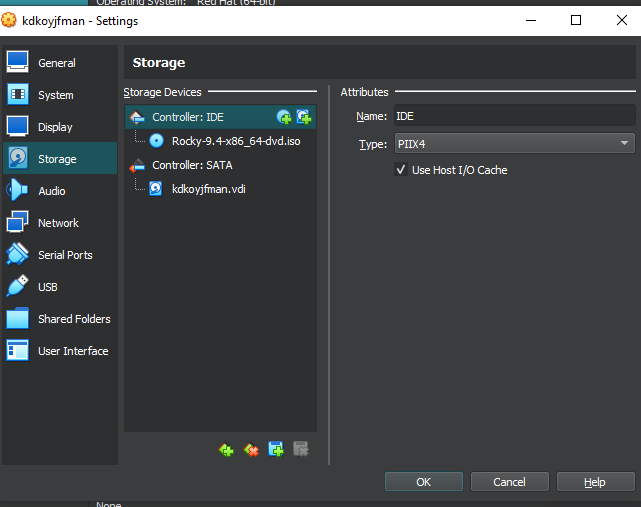 Operating System: Red Hat (64-bit)
kdkoyjfman - Settings
General
System
Display
Storage
Audio
Network
Serial Ports
USB
Shared Folders
User Interface
Storage
Storage Devices
Controller: IDE
Rocky-9.4-x86_64-dvd.iso
Controller: SATA
kdkoyjfman.vdi
Attributes
Name: IDE
Type: PIIX4
Use Host I/O Cache
OK Cancel Help
None